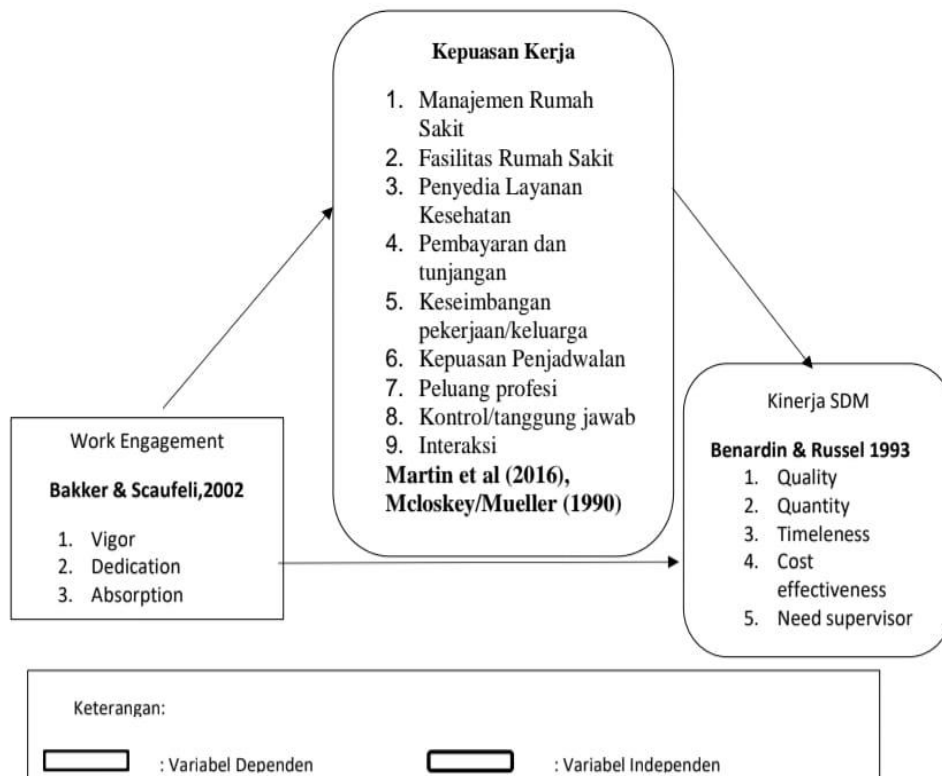 Kepuasan Kerja
1. Manajemen Rumah
Sakit
2. Fasilitas Rumah Sakit
3. Penyedia Layanan
Kesehatan
4. Pembayaran dan
tunjangan
5. Keseimbangan
pekerjaan/keluarga
6. Kepuasan Penjadwalan
7. Peluang profesi
8. Kontrol/tanggung jawab
9. Interaksi
Martin et al (2016),
Mcloskey/Mueller (1990)
Work Engagement
Bakker & Scaufeli,2002
1. Vigor
2. Dedication
3. Absorption
Kinerja SDM
Benardin & Russel 1993
1. Quality
2. Quantity
3. Timeleness
4. Cost
effectiveness
5. Need supervisor
Keterangan:
: Variabel Dependen
: Variabel Independen